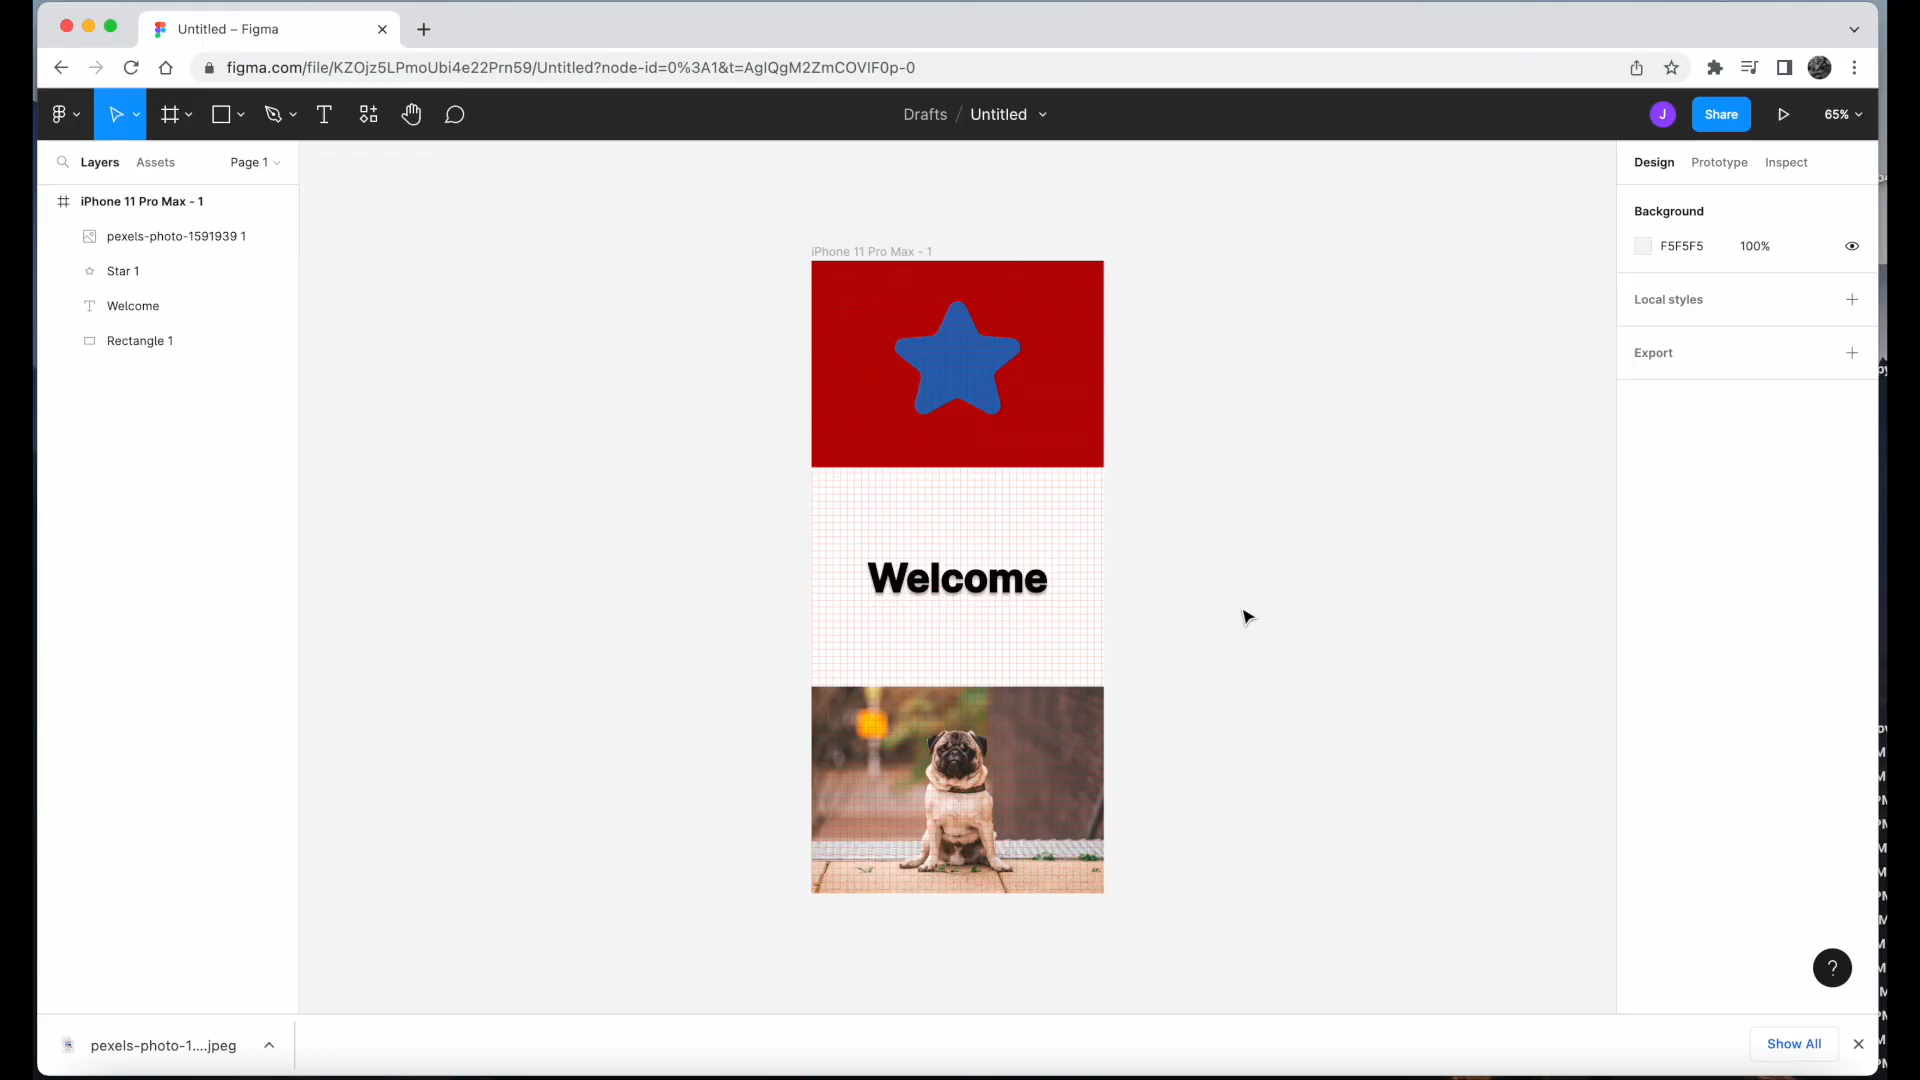 Untitled – Figma
figma.com/file/KZOjz5LPmoUbi4e22Prn59/Untitled?node-id=0%3A1&t=AglQgM2ZmCOVlF0p-0
Drafts / Untitled
J
Share
65%
Layers
Assets
Page 1
Design
Prototype
Inspect
iPhone 11 Pro Max - 1
pexels-photo-1591939 1
Star 1
Welcome
Rectangle 1
Background
F5F5F5
100%
Local styles
Export
iPhone 11 Pro Max - 1
Welcome
?
pexels-photo-1....jpeg
Show All